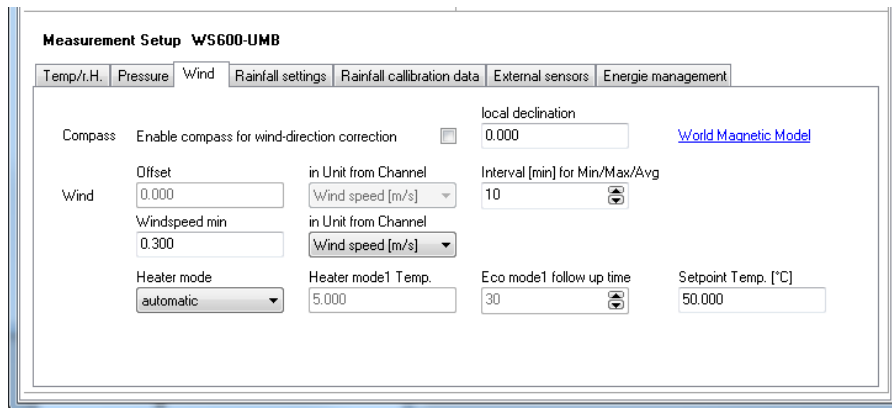 Measurement Setup WS600-UMB
Temp/r.H. Pressure Wind Rainfall settings Rainfall callibration data External sensors Energie management
local declination
Compass Enable compass for wind-direction correction 0.000 World Magnetic Model
Offset in Unit from Channel Interval [min] for Min/Max/Avg
Wind 0.000 Wind speed [m/s] 10
Windspeed min in Unit from Channel
0.300 Wind speed [m/s]
Heater mode Heater mode1 Temp. Eco mode1 follow up time Setpoint Temp. [°C]
automatic 5.000 30 50.000